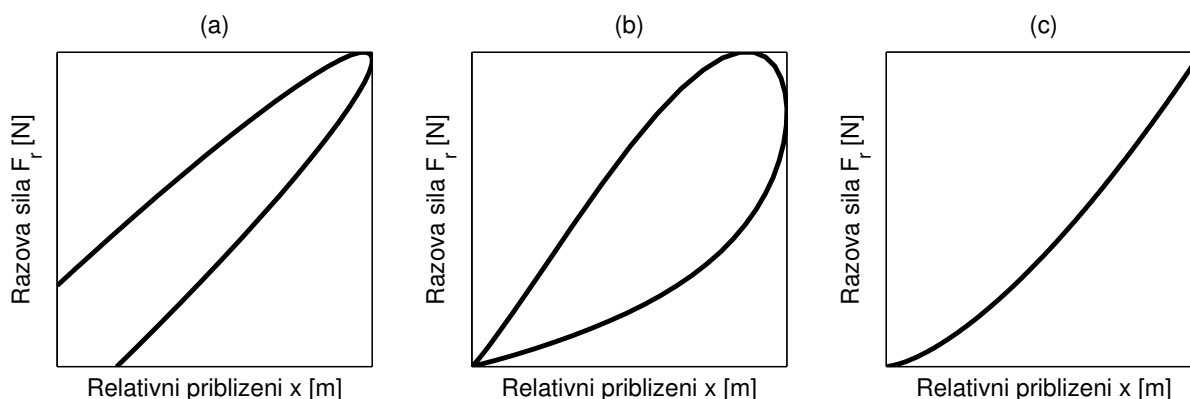 (a)
Razova sila F_r [N]
Relativni priblizeni x [m]
(b)
Razova sila F_r [N]
Relativni priblizeni x [m]
(c)
Razova sila F_r [N]
Relativni priblizeni x [m]